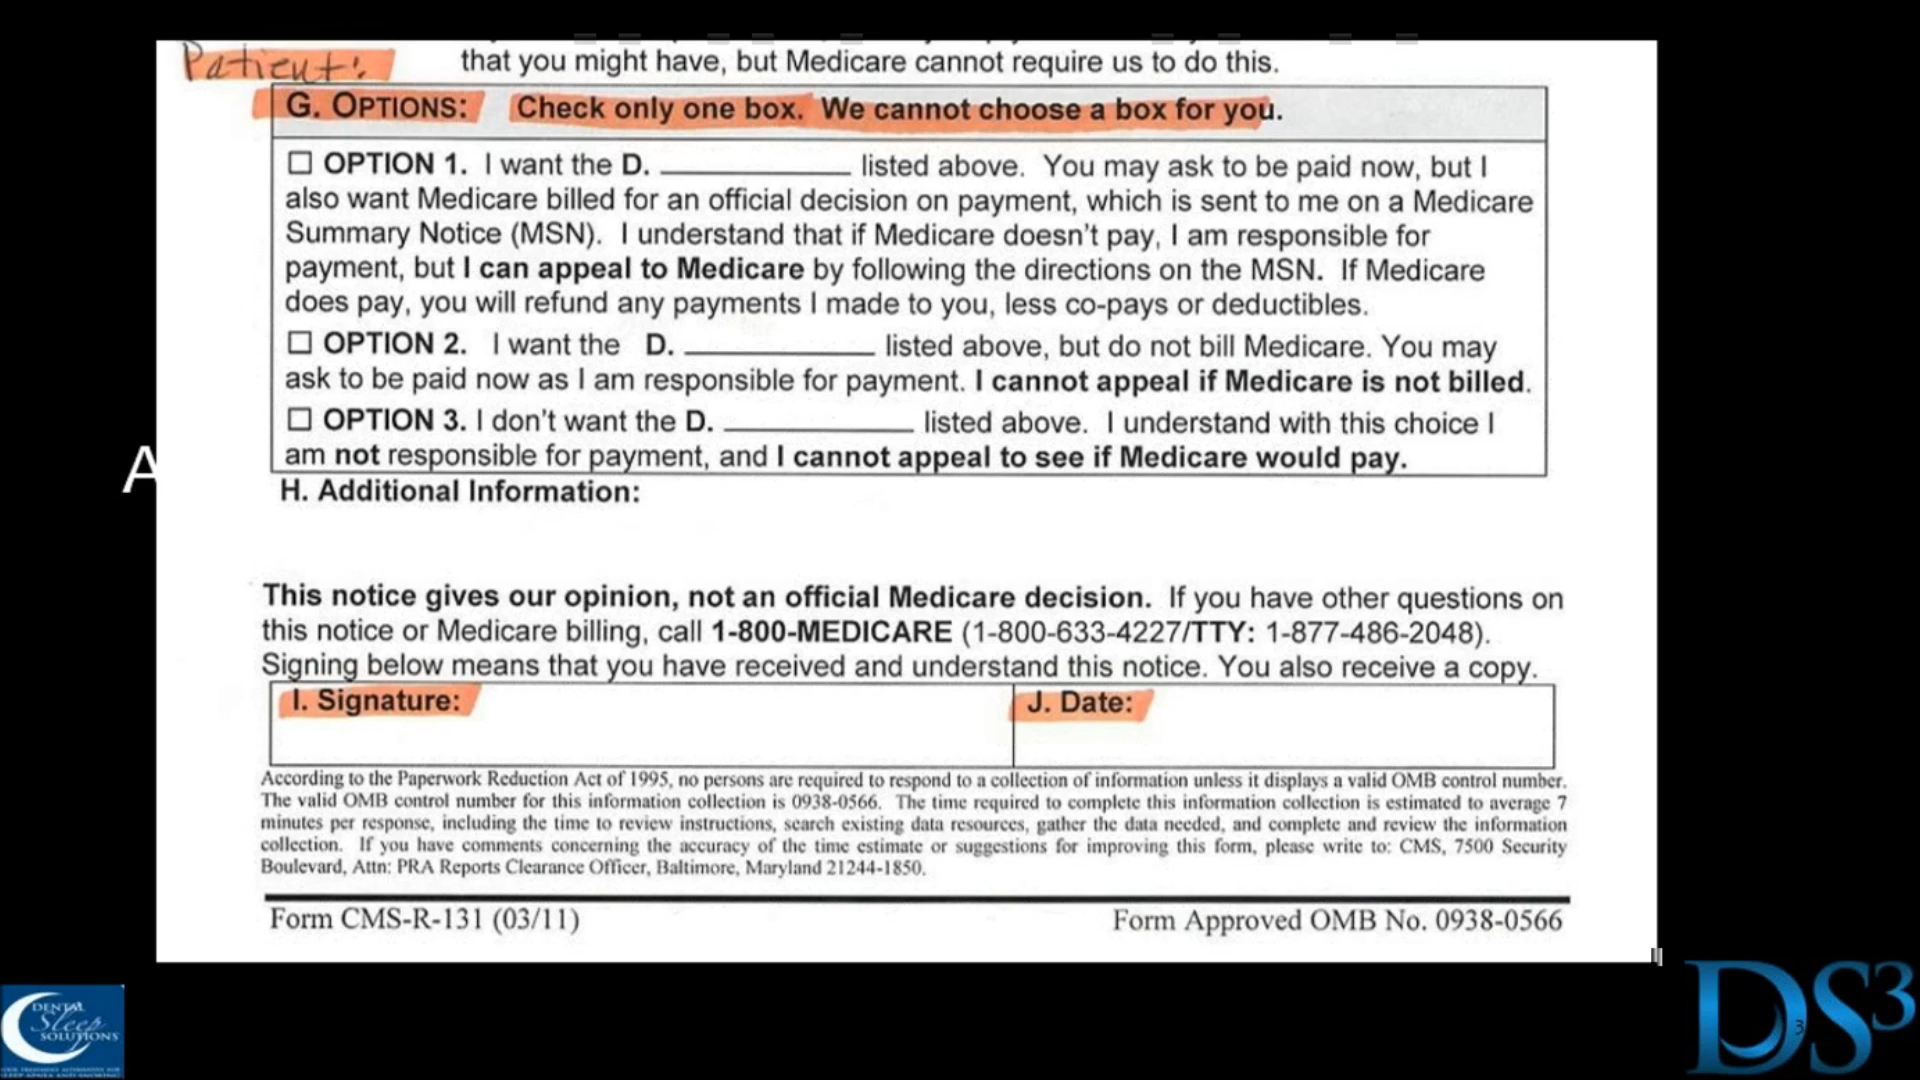 Patient:
that you might have, but Medicare cannot require us to do this.
G. OPTIONS: Check only one box. We cannot choose a box for you.
☐ OPTION 1. I want the D. __________ listed above. You may ask to be paid now, but I
also want Medicare billed for an official decision on payment, which is sent to me on a Medicare
Summary Notice (MSN). I understand that if Medicare doesn't pay, I am responsible for
payment, but I can appeal to Medicare by following the directions on the MSN. If Medicare
does pay, you will refund any payments I made to you, less co-pays or deductibles.
☐ OPTION 2. I want the D. __________ listed above, but do not bill Medicare. You may
ask to be paid now as I am responsible for payment. I cannot appeal if Medicare is not billed.
☐ OPTION 3. I don't want the D. __________ listed above. I understand with this choice I
am not responsible for payment, and I cannot appeal to see if Medicare would pay.
A
H. Additional Information:
This notice gives our opinion, not an official Medicare decision. If you have other questions on
this notice or Medicare billing, call 1-800-MEDICARE (1-800-633-4227/TTY: 1-877-486-2048).
Signing below means that you have received and understand this notice. You also receive a copy.
I. Signature: J. Date:
According to the Paperwork Reduction Act of 1995, no persons are required to respond to a collection of information unless it displays a valid OMB control number.
The valid OMB control number for this information collection is 0938-0566. The time required to complete this information collection is estimated to average 7
minutes per response, including the time to review instructions, search existing data resources, gather the data needed, and complete and review the information
collection. If you have comments concerning the accuracy of the time estimate or suggestions for improving this form, please write to: CMS, 7500 Security
Boulevard, Attn: PRA Reports Clearance Officer, Baltimore, Maryland 21244-1850.
Form CMS-R-131 (03/11) Form Approved OMB No. 0938-0566
DENTAL
Sleep
SOLUTIONS
DS3
3